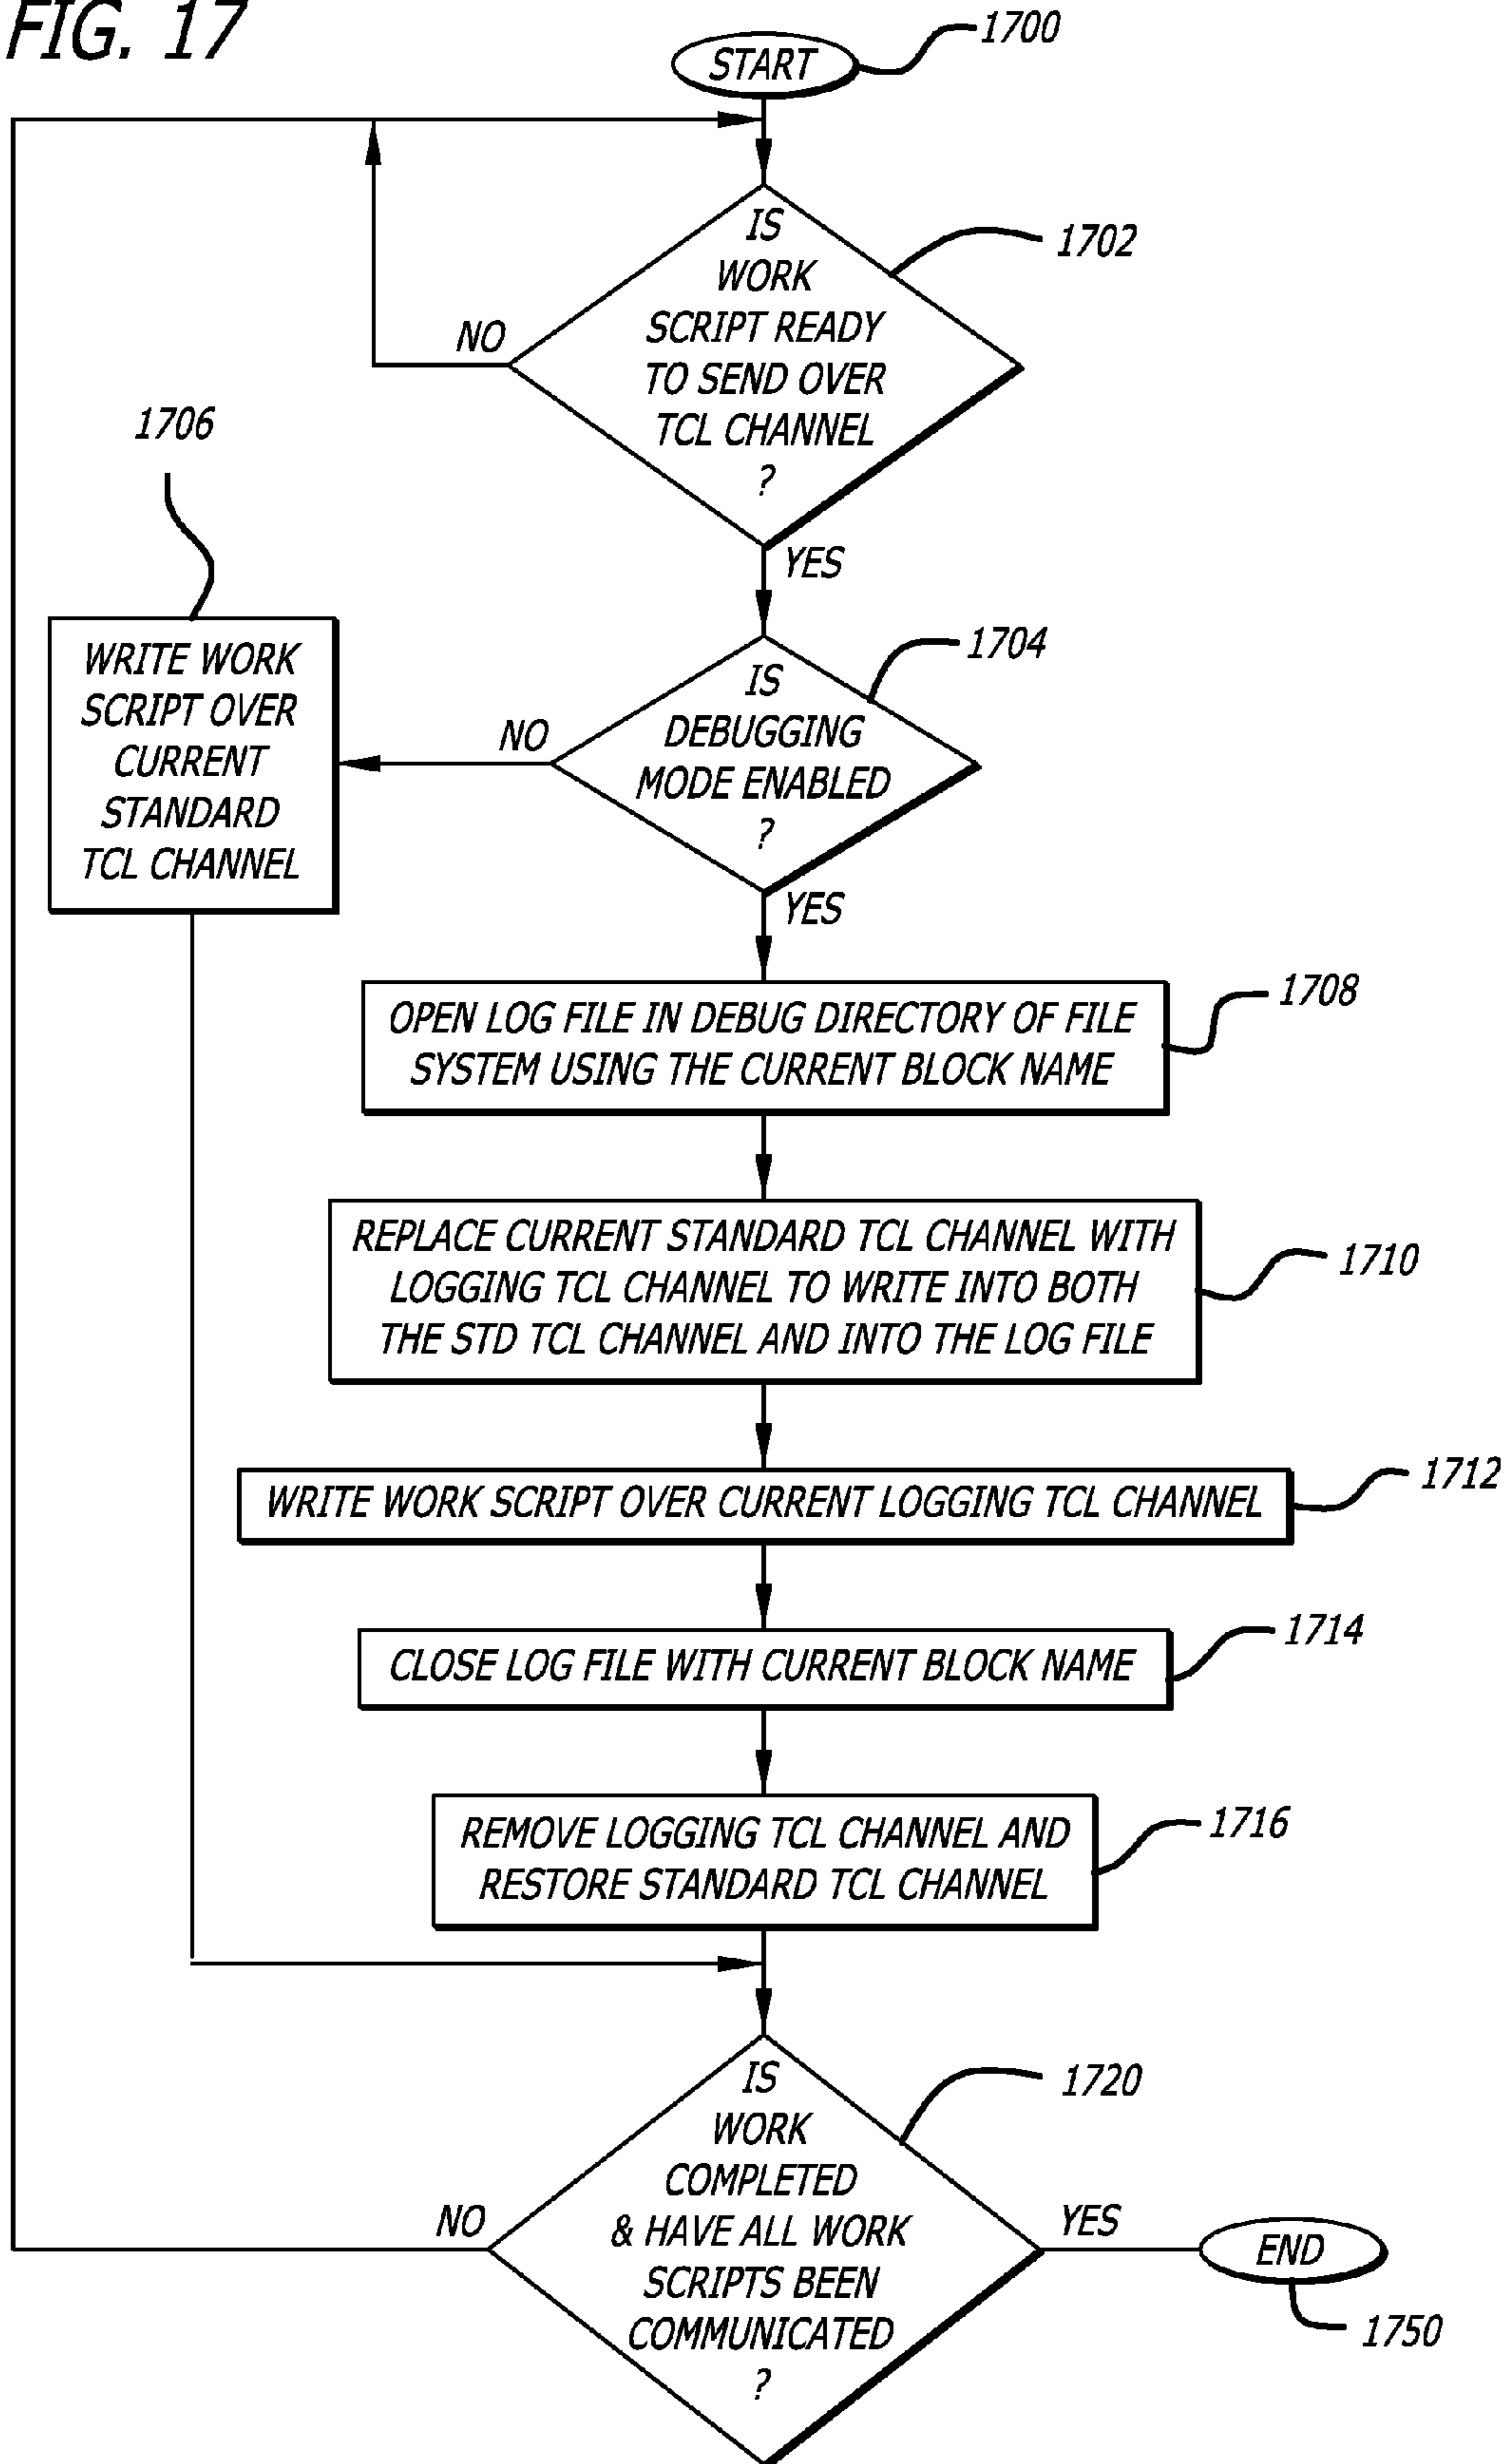 FIG. 17
START
1700
IS
WORK
SCRIPT READY
TO SEND OVER
TCL CHANNEL
?
1702
NO
YES
1706
WRITE WORK
SCRIPT OVER
CURRENT
STANDARD
TCL CHANNEL
IS
DEBUGGING
MODE ENABLED
?
1704
NO
YES
OPEN LOG FILE IN DEBUG DIRECTORY OF FILE
SYSTEM USING THE CURRENT BLOCK NAME
1708
REPLACE CURRENT STANDARD TCL CHANNEL WITH
LOGGING TCL CHANNEL TO WRITE INTO BOTH
THE STD TCL CHANNEL AND INTO THE LOG FILE
1710
WRITE WORK SCRIPT OVER CURRENT LOGGING TCL CHANNEL
1712
CLOSE LOG FILE WITH CURRENT BLOCK NAME
1714
REMOVE LOGGING TCL CHANNEL AND
RESTORE STANDARD TCL CHANNEL
1716
IS
WORK
COMPLETED
& HAVE ALL WORK
SCRIPTS BEEN
COMMUNICATED
?
1720
NO
YES
END
1750